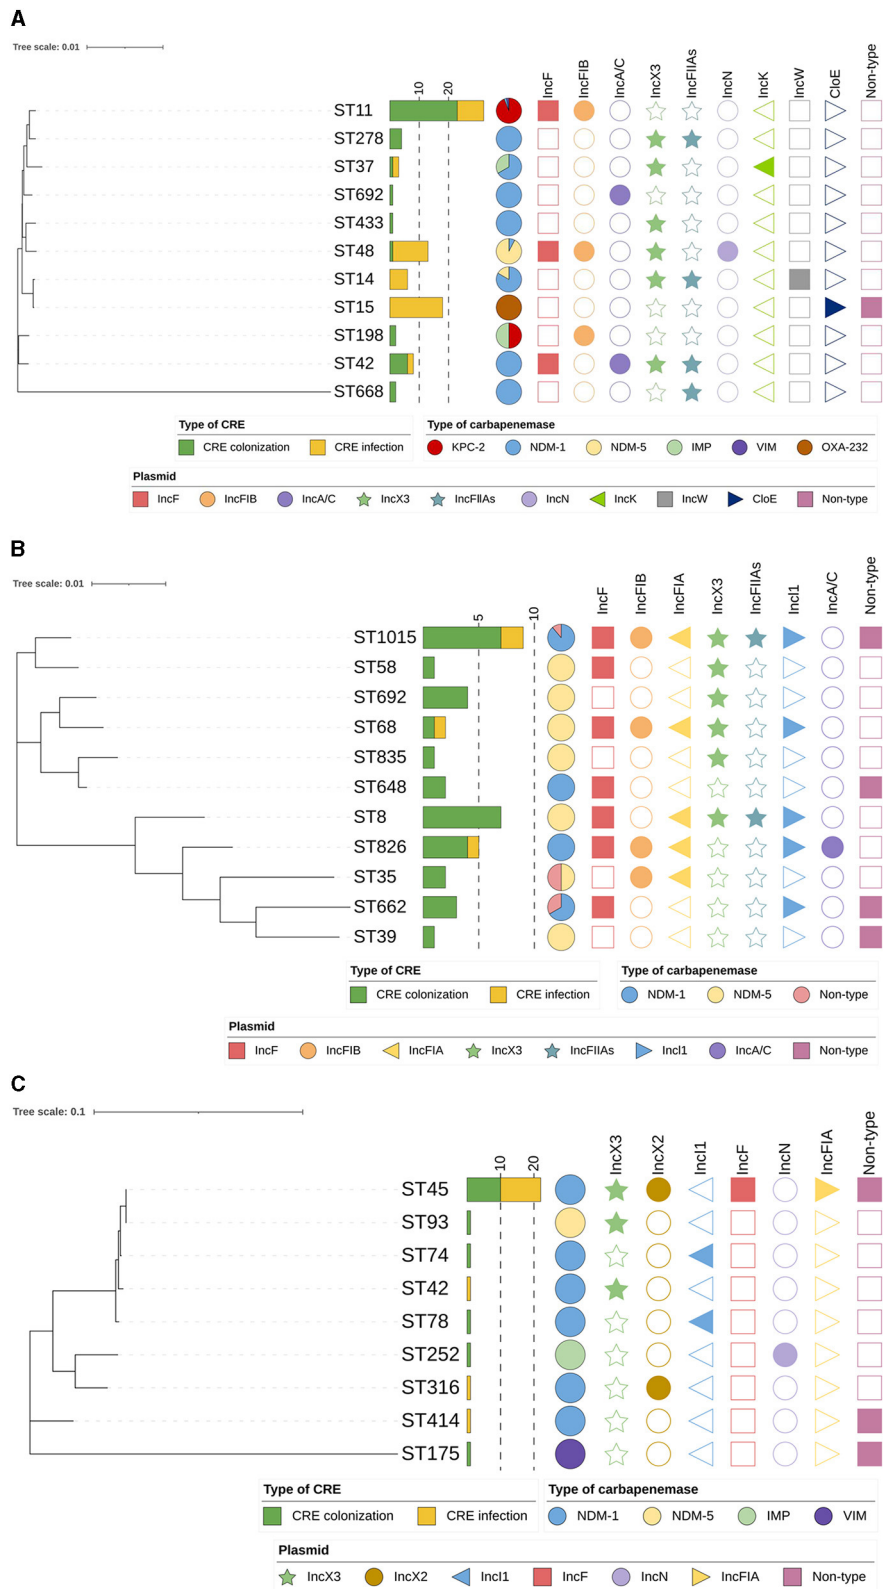 A
Tree scale: 0.01
10 20 IncF IncFIB IncA/C IncX3 IncFIIAs IncN IncK IncW CloE Non-type
ST11
ST278
ST37
ST692
ST433
ST48
ST14
ST15
ST198
ST42
ST668
Type of CRE
CRE colonization CRE infection
Type of carbapenemase
KPC-2 NDM-1 NDM-5 IMP VIM OXA-232
Plasmid
IncF IncFIB IncA/C IncX3 IncFIIAs IncN IncK IncW CloE Non-type
B
Tree scale: 0.01
5 10 IncF IncFIB IncFIA IncX3 IncFIIAs IncI1 IncA/C Non-type
ST1015
ST58
ST692
ST68
ST835
ST648
ST8
ST826
ST35
ST662
ST39
Type of CRE
CRE colonization CRE infection
Type of carbapenemase
NDM-1 NDM-5 Non-type
Plasmid
IncF IncFIB IncFIA IncX3 IncFIIAs IncI1 IncA/C Non-type
C
Tree scale: 0.1
10 20 IncX3 IncX2 IncI1 IncF IncN IncFIA Non-type
ST45
ST93
ST74
ST42
ST78
ST252
ST316
ST414
ST175
Type of CRE
CRE colonization CRE infection
Type of carbapenemase
NDM-1 NDM-5 IMP VIM
Plasmid
IncX3 IncX2 IncI1 IncF IncN IncFIA Non-type